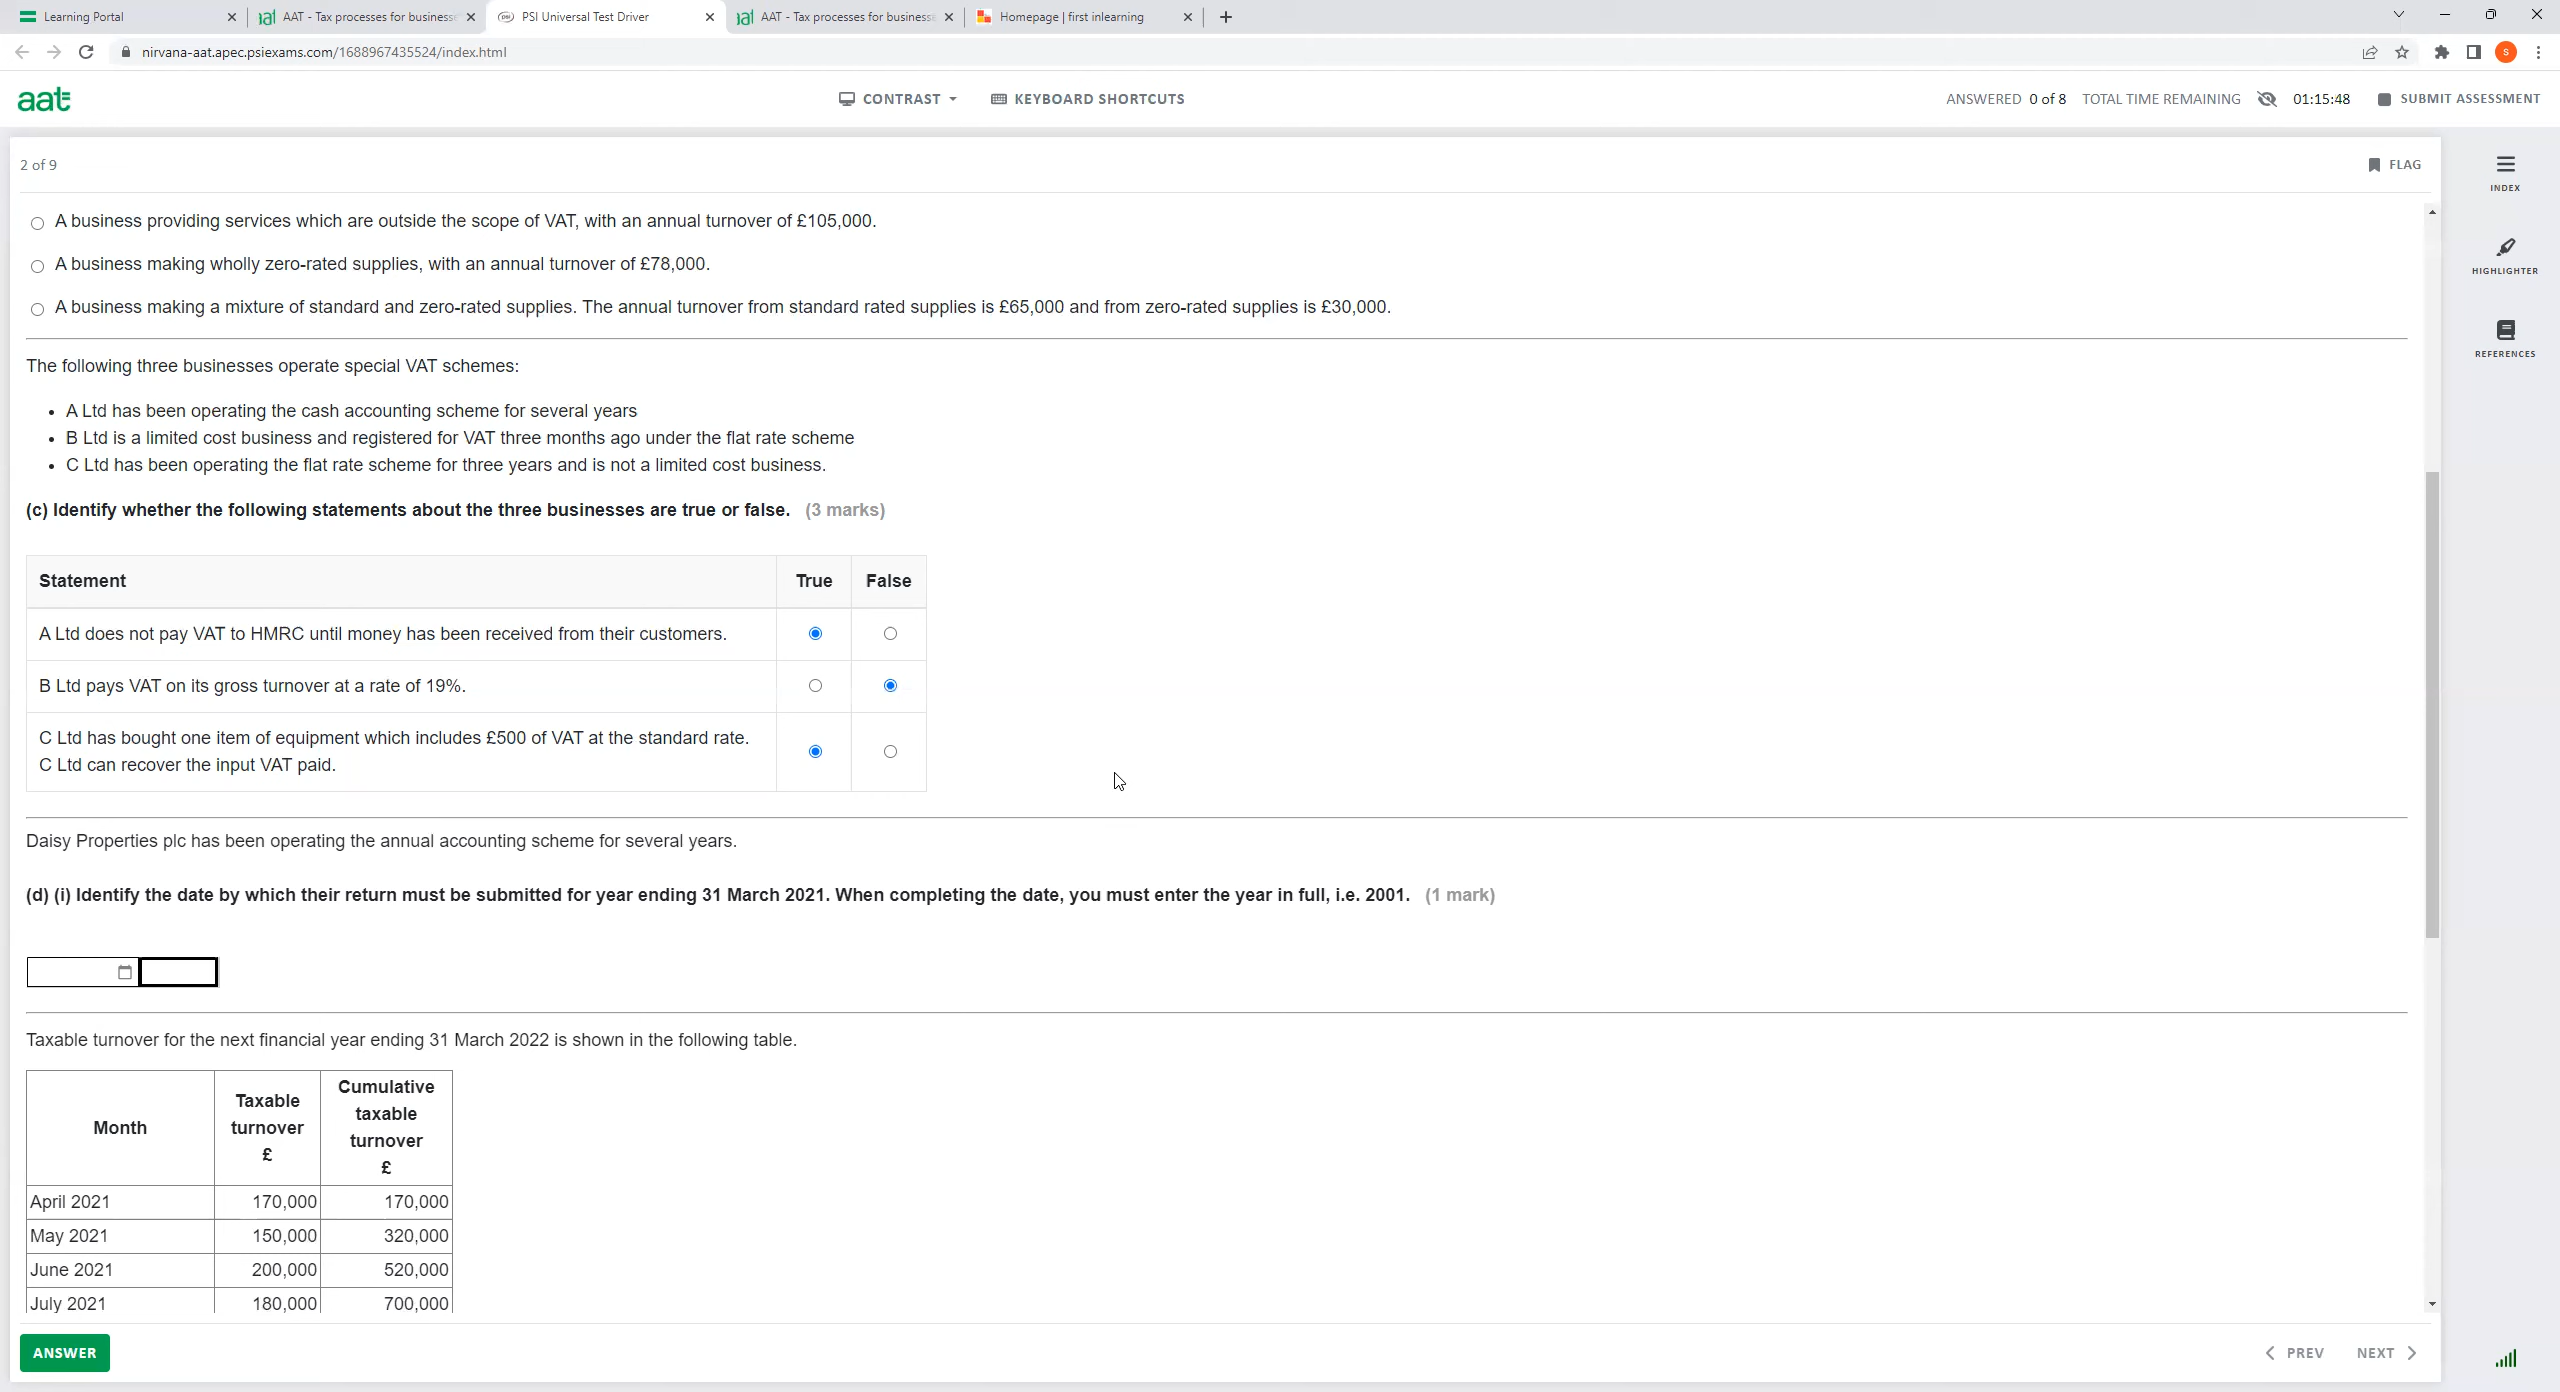 Learning Portal
AAT - Tax processes for business
PSI Universal Test Driver
AAT - Tax processes for business
Homepage | first inlearning
nirvana-aat.apec.psiexams.com/1688967435524/index.html
S
aat
CONTRAST
KEYBOARD SHORTCUTS
ANSWERED 0 of 8 TOTAL TIME REMAINING 01:15:48 SUBMIT ASSESSMENT
2 of 9
FLAG
INDEX
HIGHLIGHTER
REFERENCES
A business providing services which are outside the scope of VAT, with an annual turnover of £105,000.
A business making wholly zero-rated supplies, with an annual turnover of £78,000.
A business making a mixture of standard and zero-rated supplies. The annual turnover from standard rated supplies is £65,000 and from zero-rated supplies is £30,000.
The following three businesses operate special VAT schemes:
• A Ltd has been operating the cash accounting scheme for several years
• B Ltd is a limited cost business and registered for VAT three months ago under the flat rate scheme
• C Ltd has been operating the flat rate scheme for three years and is not a limited cost business.
(c) Identify whether the following statements about the three businesses are true or false. (3 marks)
Statement True False
A Ltd does not pay VAT to HMRC until money has been received from their customers.
B Ltd pays VAT on its gross turnover at a rate of 19%.
C Ltd has bought one item of equipment which includes £500 of VAT at the standard rate.
C Ltd can recover the input VAT paid.
Daisy Properties plc has been operating the annual accounting scheme for several years.
(d) (i) Identify the date by which their return must be submitted for year ending 31 March 2021. When completing the date, you must enter the year in full, i.e. 2001. (1 mark)
Taxable turnover for the next financial year ending 31 March 2022 is shown in the following table.
Month
Taxable
turnover
£
Cumulative
taxable
turnover
£
April 2021 170,000 170,000
May 2021 150,000 320,000
June 2021 200,000 520,000
July 2021 180,000 700,000
ANSWER
PREV
NEXT